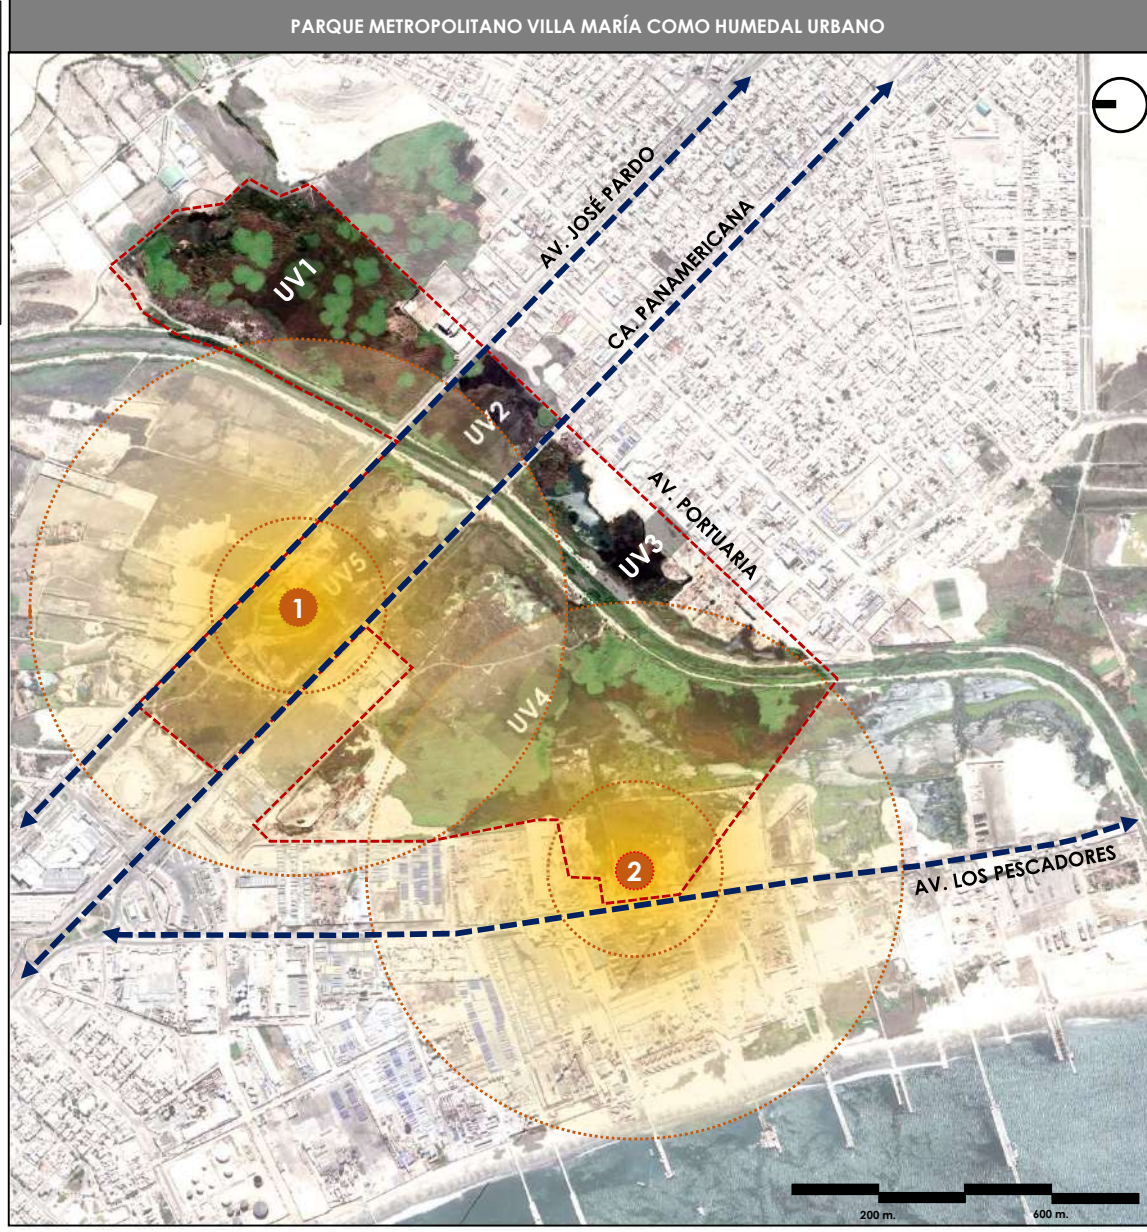 PARQUE METROPOLITANO VILLA MARÍA COMO HUMEDAL URBANO
AV. JOSÉ PARDO
CA. PANAMERICANA
UV1
UV2
AV. PORTUARIA
UV3
UV5
1
UV4
2
AV. LOS PESCADORES
200 m.
600 m.